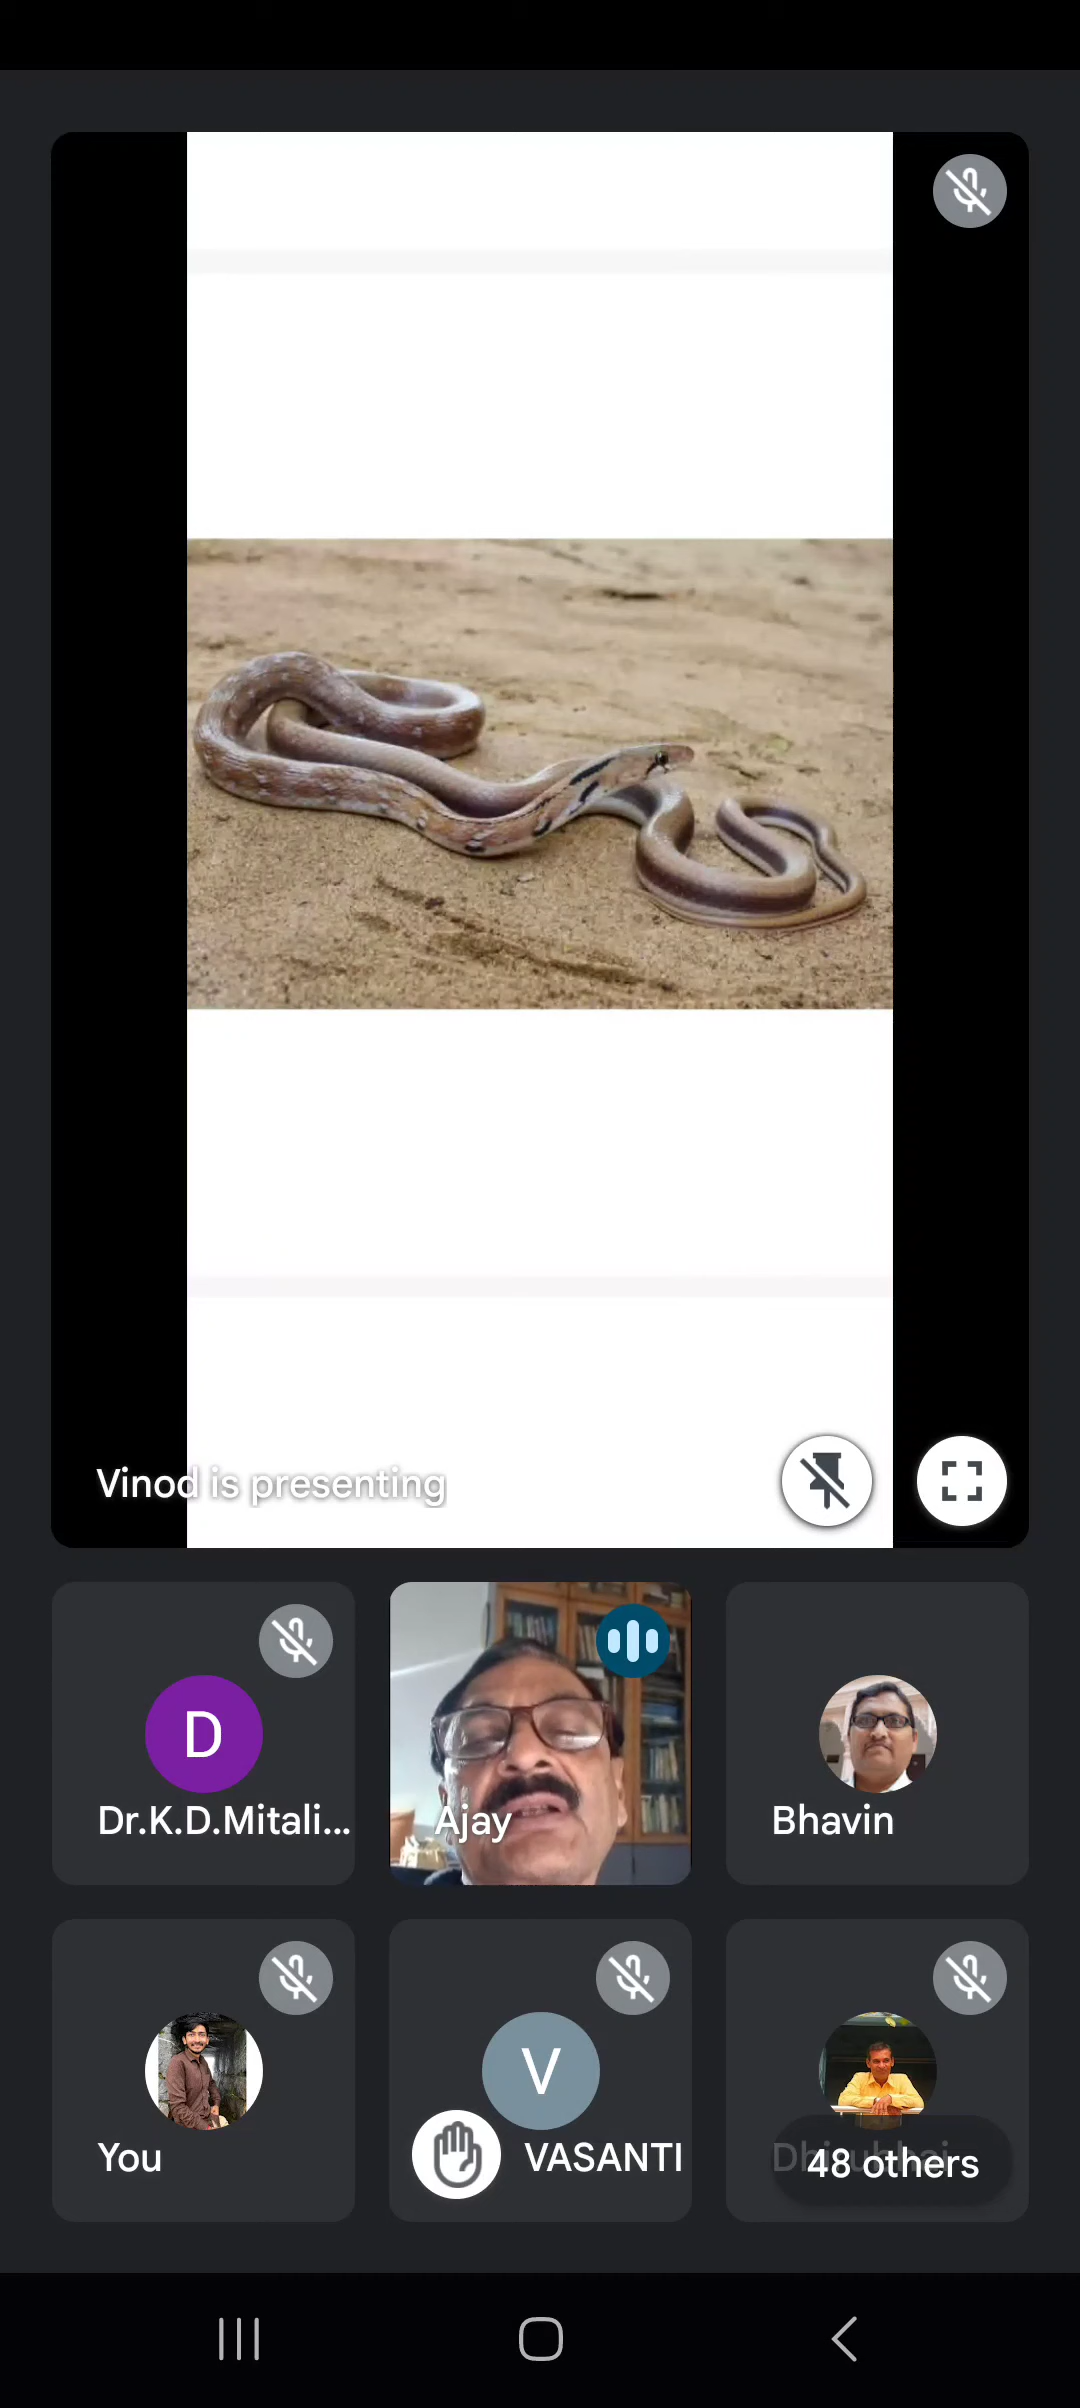 Vinod is presenting
D
Dr.K.D.Mitali...
Ajay
Bhavin
You
V
VASANTI
48 others